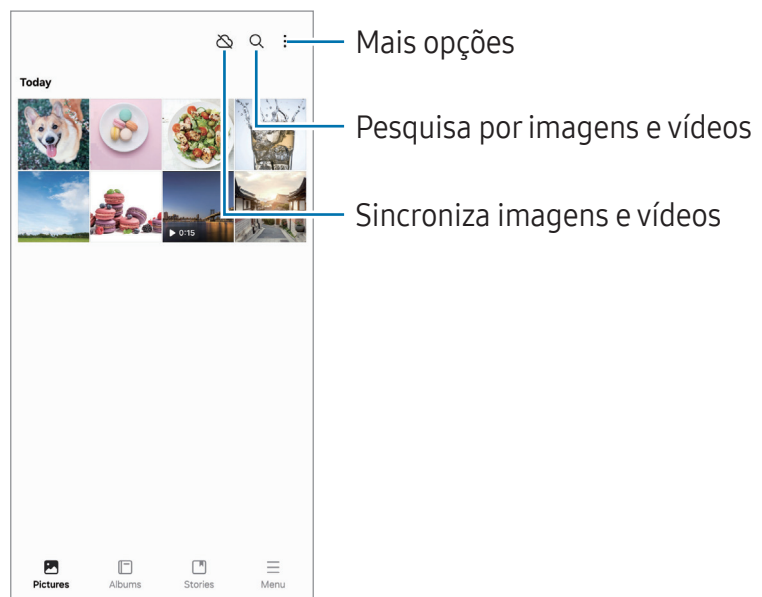 Mais opções
Today
Pesquisa por imagens e vídeos
Sincroniza imagens e vídeos
0:15
Pictures
Albums
Stories
Menu